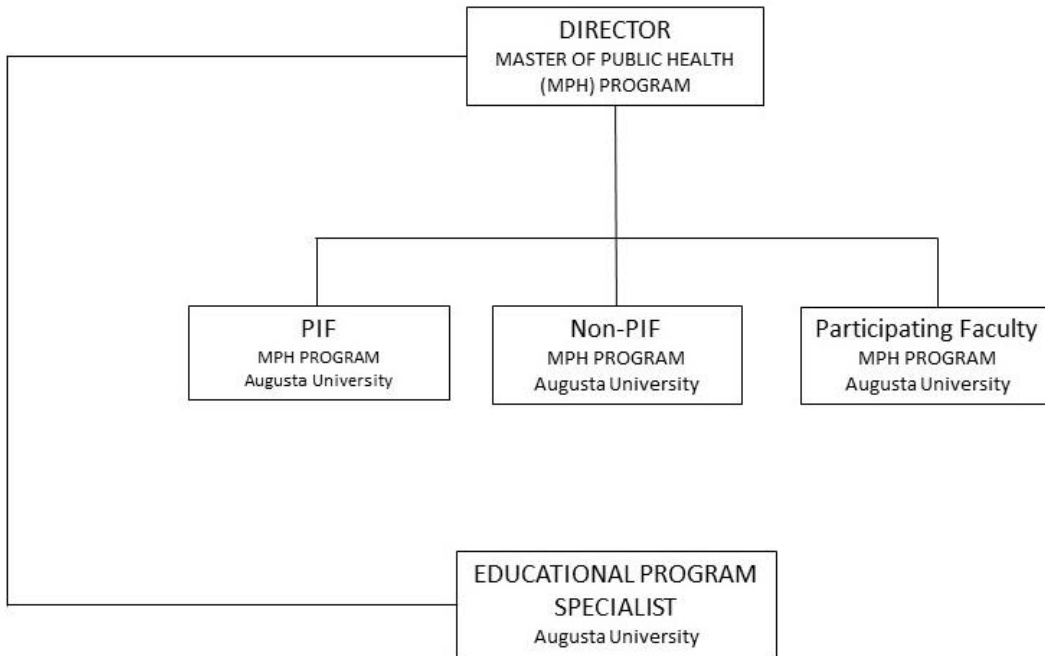 DIRECTOR
MASTER OF PUBLIC HEALTH
(MPH) PROGRAM
PIF
MPH PROGRAM
Augusta University
Non-PIF
MPH PROGRAM
Augusta University
Participating Faculty
MPH PROGRAM
Augusta University
EDUCATIONAL PROGRAM
SPECIALIST
Augusta University